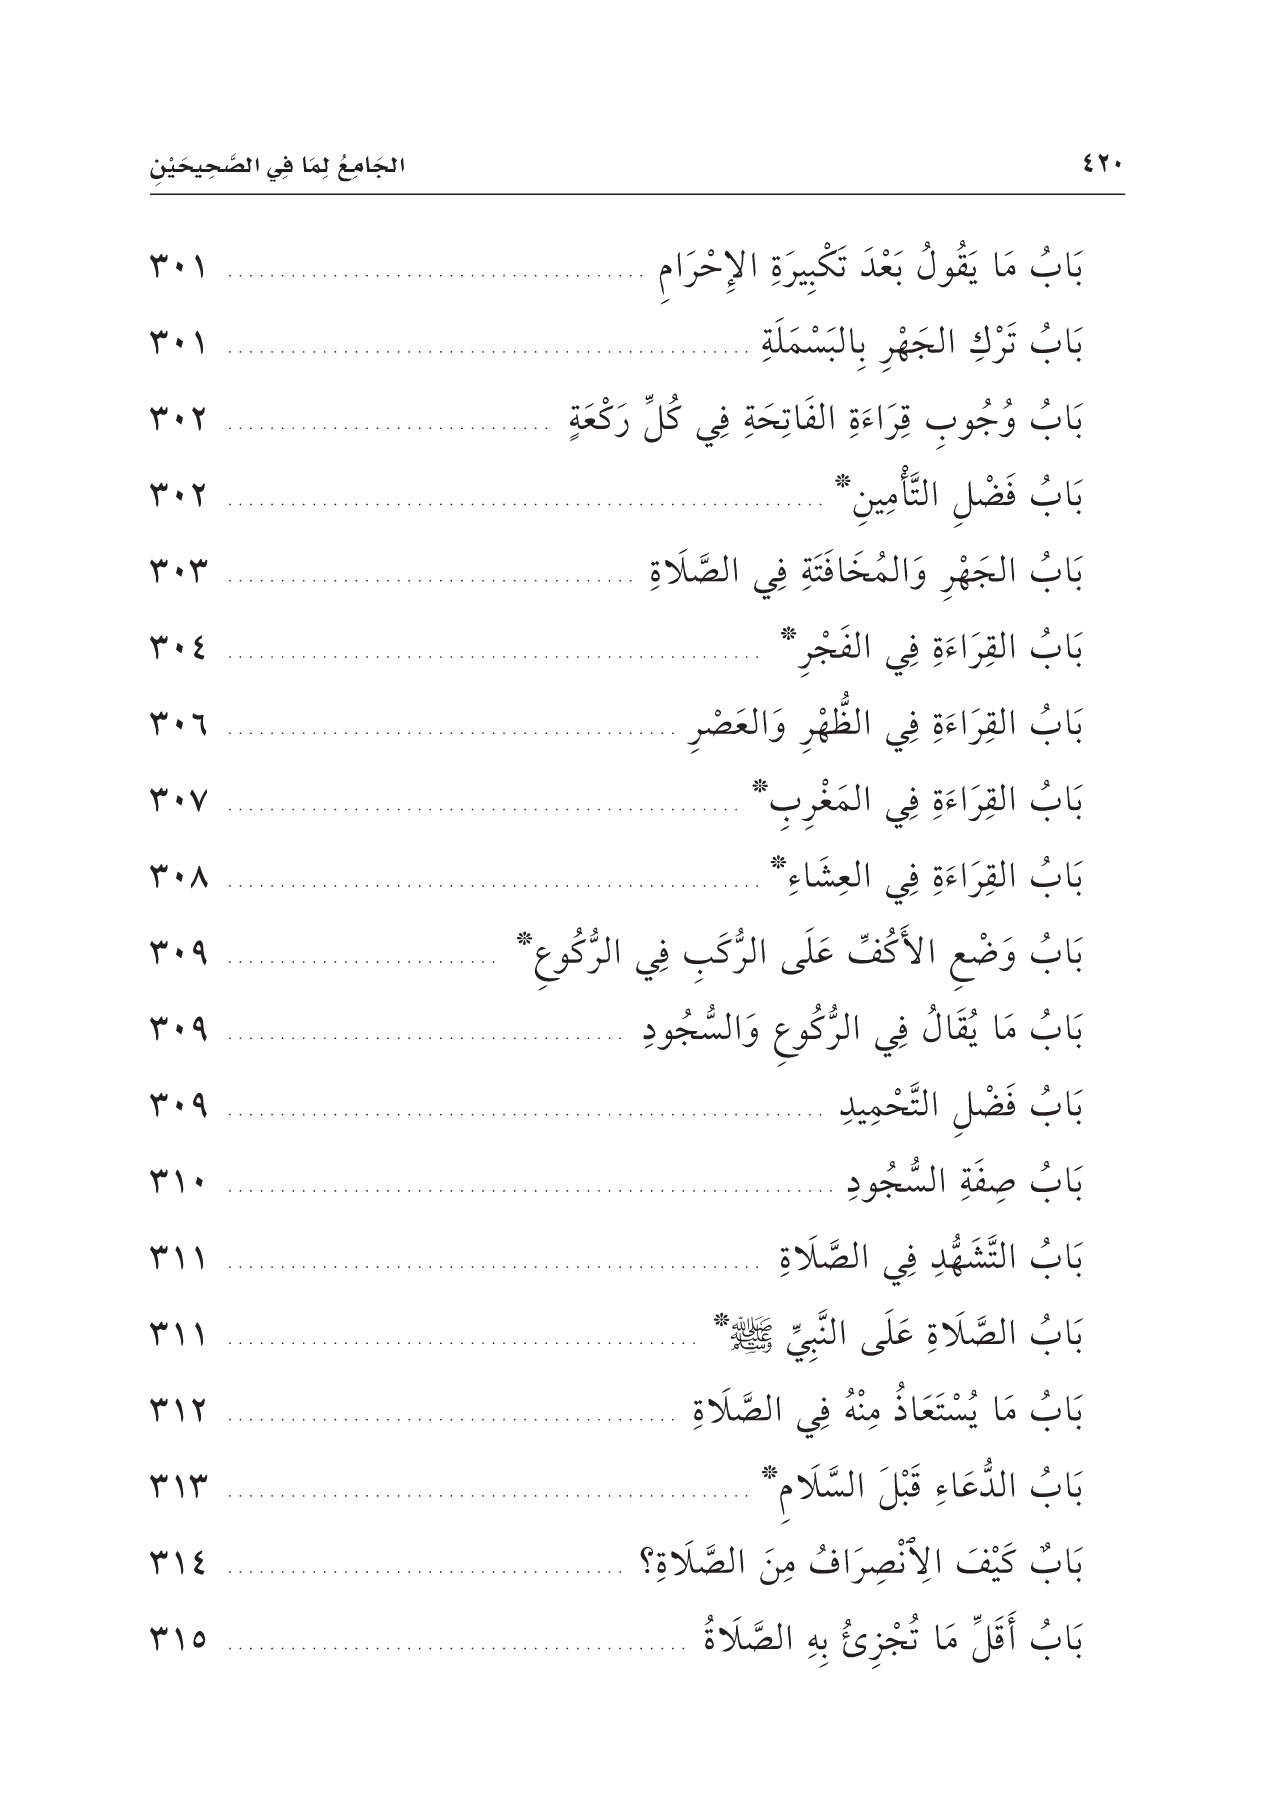 ٤٢٠ الجَامِعُ لِمَا فِي الصَّحِيحَيْنِ
بَابُ مَا يَقُولُ بَعْدَ تَكْبِيرَةِ الإِحْرَامِ ........ ٣٠١
بَابُ تَرْكِ الجَهْرِ بِالبَسْمَلَةِ ........ ٣٠١
بَابُ وُجُوبِ قِرَاءَةِ الفَاتِحَةِ فِي كُلِّ رَكْعَةٍ ........ ٣٠٢
بَابُ فَضْلِ التَّأْمِينِ* ........ ٣٠٢
بَابُ الجَهْرِ وَالمُخَافَتَةِ فِي الصَّلَاةِ ........ ٣٠٣
بَابُ القِرَاءَةِ فِي الفَجْرِ* ........ ٣٠٤
بَابُ القِرَاءَةِ فِي الظُّهْرِ وَالعَصْرِ ........ ٣٠٦
بَابُ القِرَاءَةِ فِي المَغْرِبِ* ........ ٣٠٧
بَابُ القِرَاءَةِ فِي العِشَاءِ* ........ ٣٠٨
بَابُ وَضْعِ الأَكُفِّ عَلَى الرُّكَبِ فِي الرُّكُوعِ* ........ ٣٠٩
بَابُ مَا يُقَالُ فِي الرُّكُوعِ وَالسُّجُودِ ........ ٣٠٩
بَابُ فَضْلِ التَّحْمِيدِ ........ ٣٠٩
بَابُ صِفَةِ السُّجُودِ ........ ٣١٠
بَابُ التَّشَهُّدِ فِي الصَّلَاةِ ........ ٣١١
بَابُ الصَّلَاةِ عَلَى النَّبِيِّ ﷺ* ........ ٣١١
بَابُ مَا يُسْتَعَاذُ مِنْهُ فِي الصَّلَاةِ ........ ٣١٢
بَابُ الدُّعَاءِ قَبْلَ السَّلَامِ* ........ ٣١٣
بَابٌ كَيْفَ الِٱنْصِرَافُ مِنَ الصَّلَاةِ؟ ........ ٣١٤
بَابُ أَقَلِّ مَا تُجْزِئُ بِهِ الصَّلَاةُ ........ ٣١٥